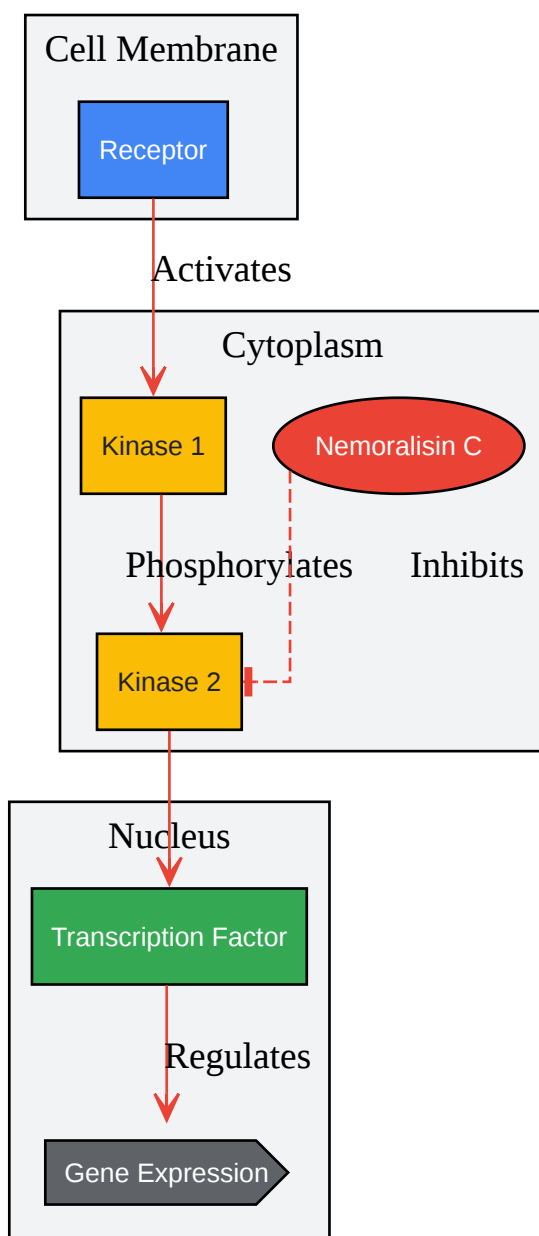 Cell Membrane
Receptor
Activates
Cytoplasm
Kinase 1
Nemoralisin C
Phosphorylates
Inhibits
Kinase 2
Nucleus
Transcription Factor
Regulates
Gene Expression